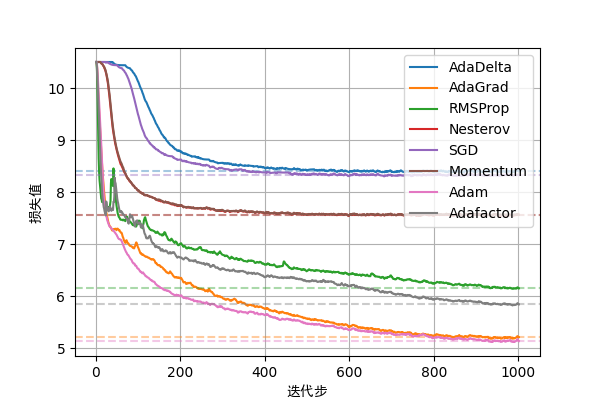 损失值
10
9
8
7
6
5
0
200
400
600
800
1000
迭代步
AdaDelta
AdaGrad
RMSProp
Nesterov
SGD
Momentum
Adam
Adafactor